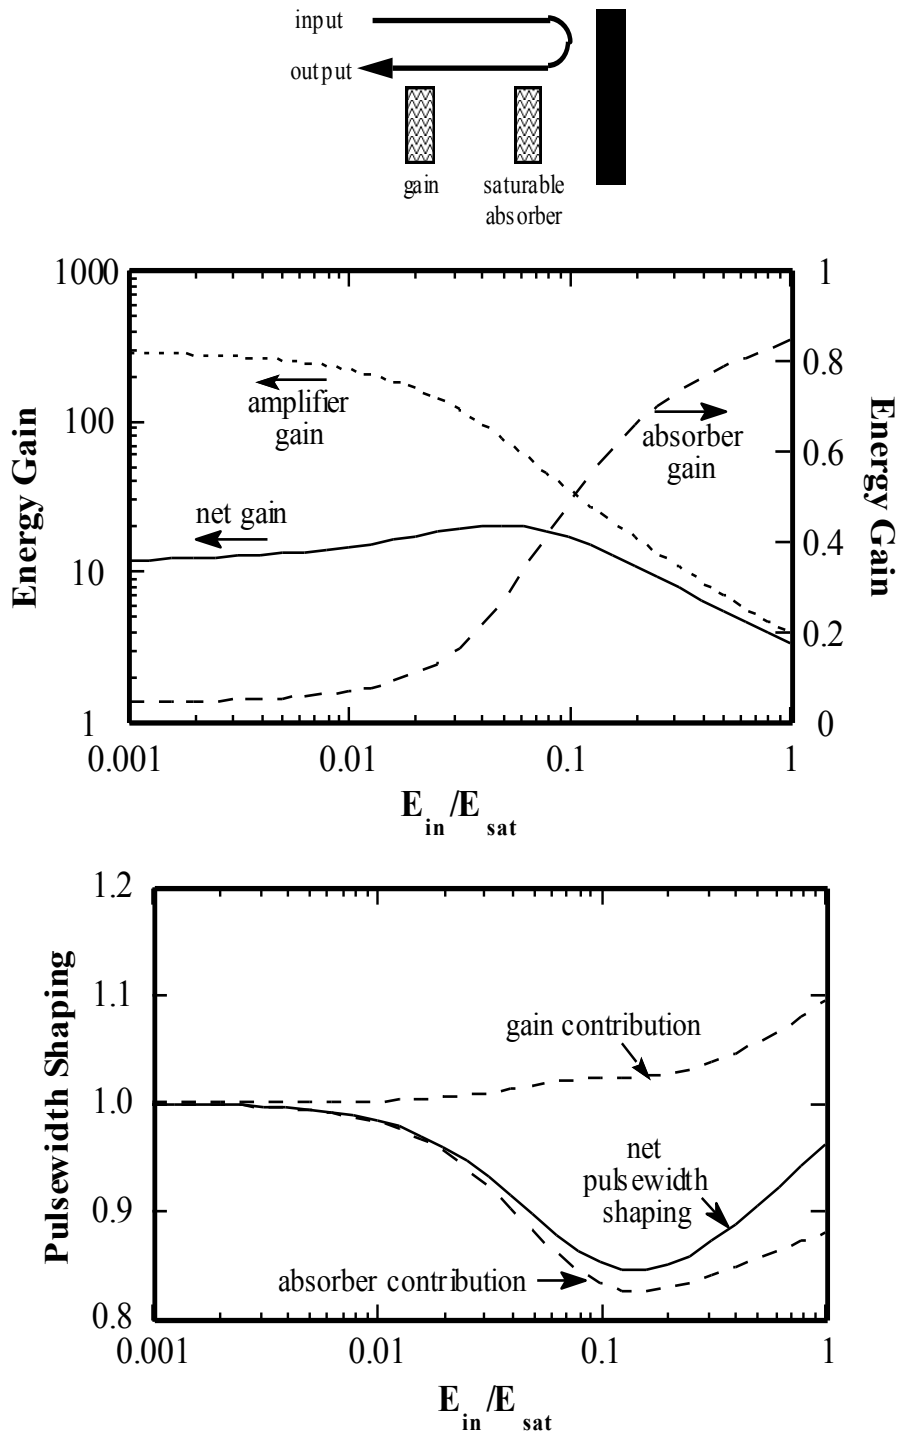 input
output
gain
saturable
absorber
1000
100
10
1
Energy Gain
amplifier
gain
net gain
absorber
gain
1
0.8
0.6
0.4
0.2
0
Energy Gain
0.001
0.01
0.1
1
E in /E sat
1.2
1.1
1.0
0.9
0.8
Pulsewidth Shaping
gain contribution
net
pulsewidth
shaping
absorber contribution
0.001
0.01
0.1
1
E in /E sat